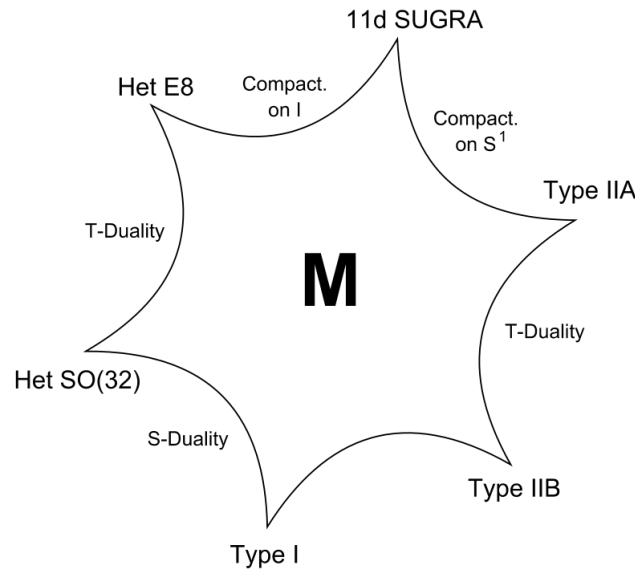 11d SUGRA
Het E8
Compact.
on I
Compact.
on S¹
Type IIA
T-Duality
M
T-Duality
Het SO(32)
S-Duality
Type IIB
Type I